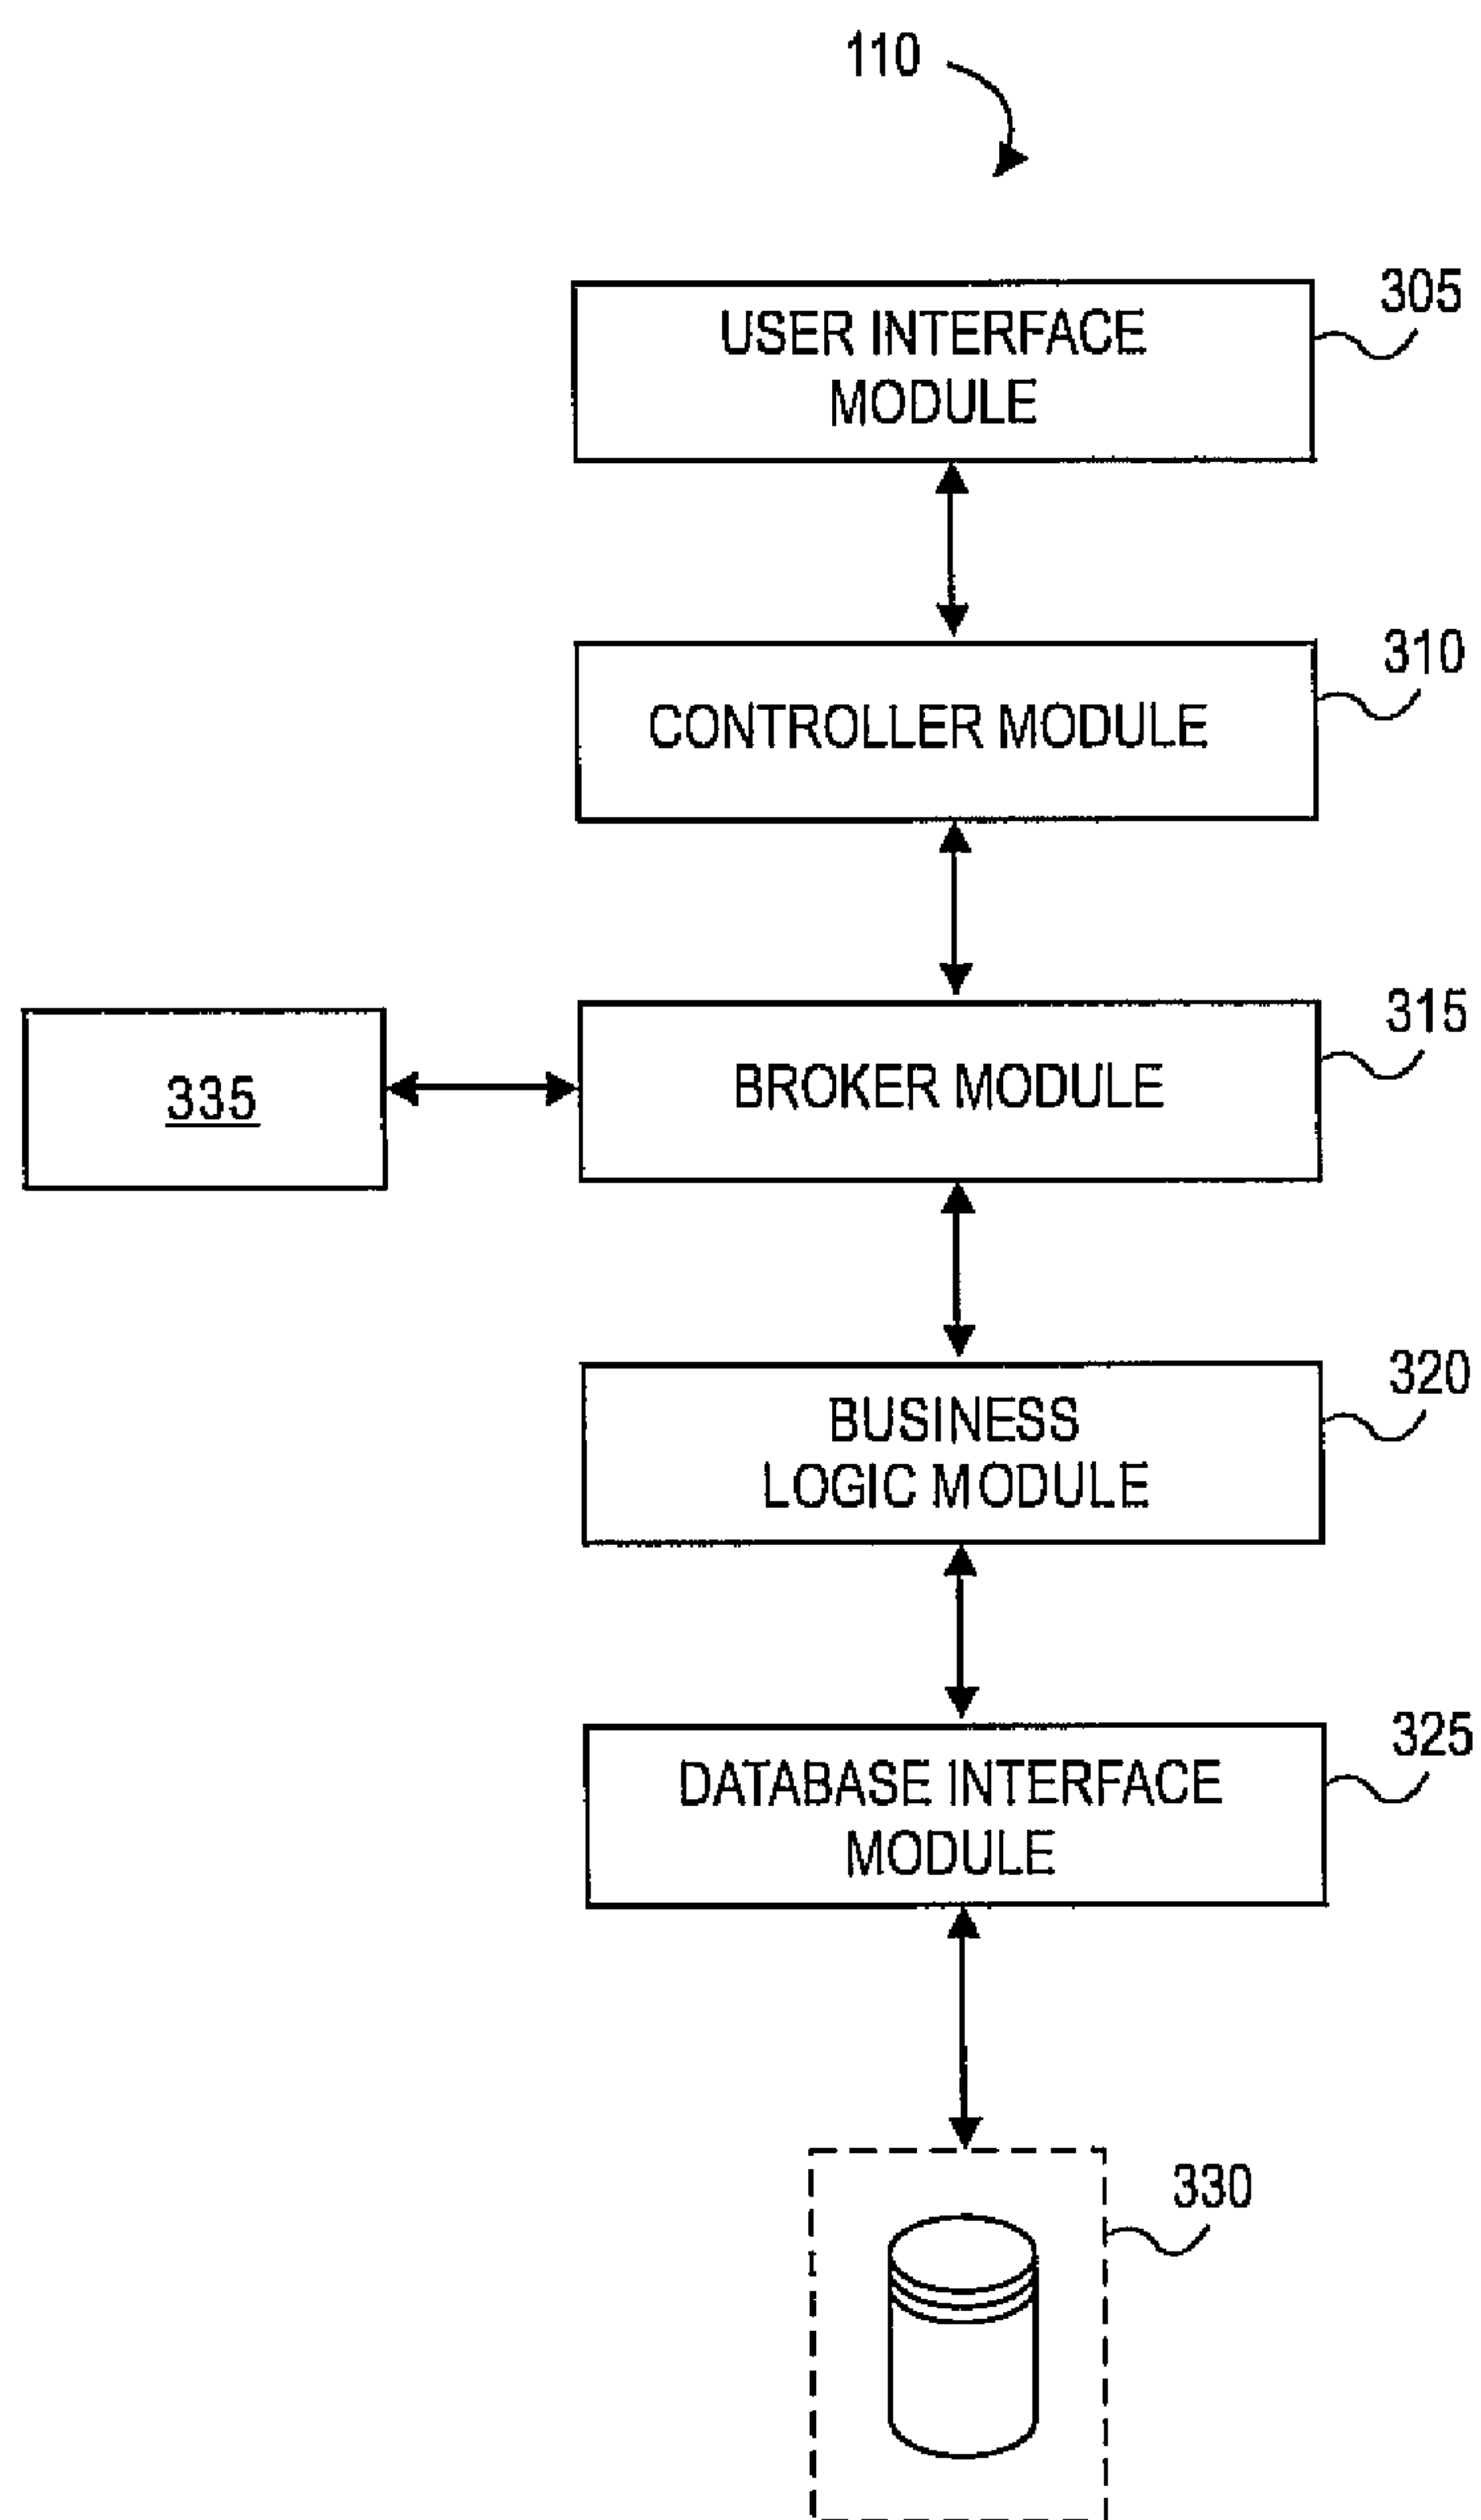 110
305
USER INTERFACE
MODULE
310
CONTROLLER MODULE
315
335
BROKER MODULE
320
BUSINESS
LOGIC MODULE
325
DATABASE INTERFACE
MODULE
330